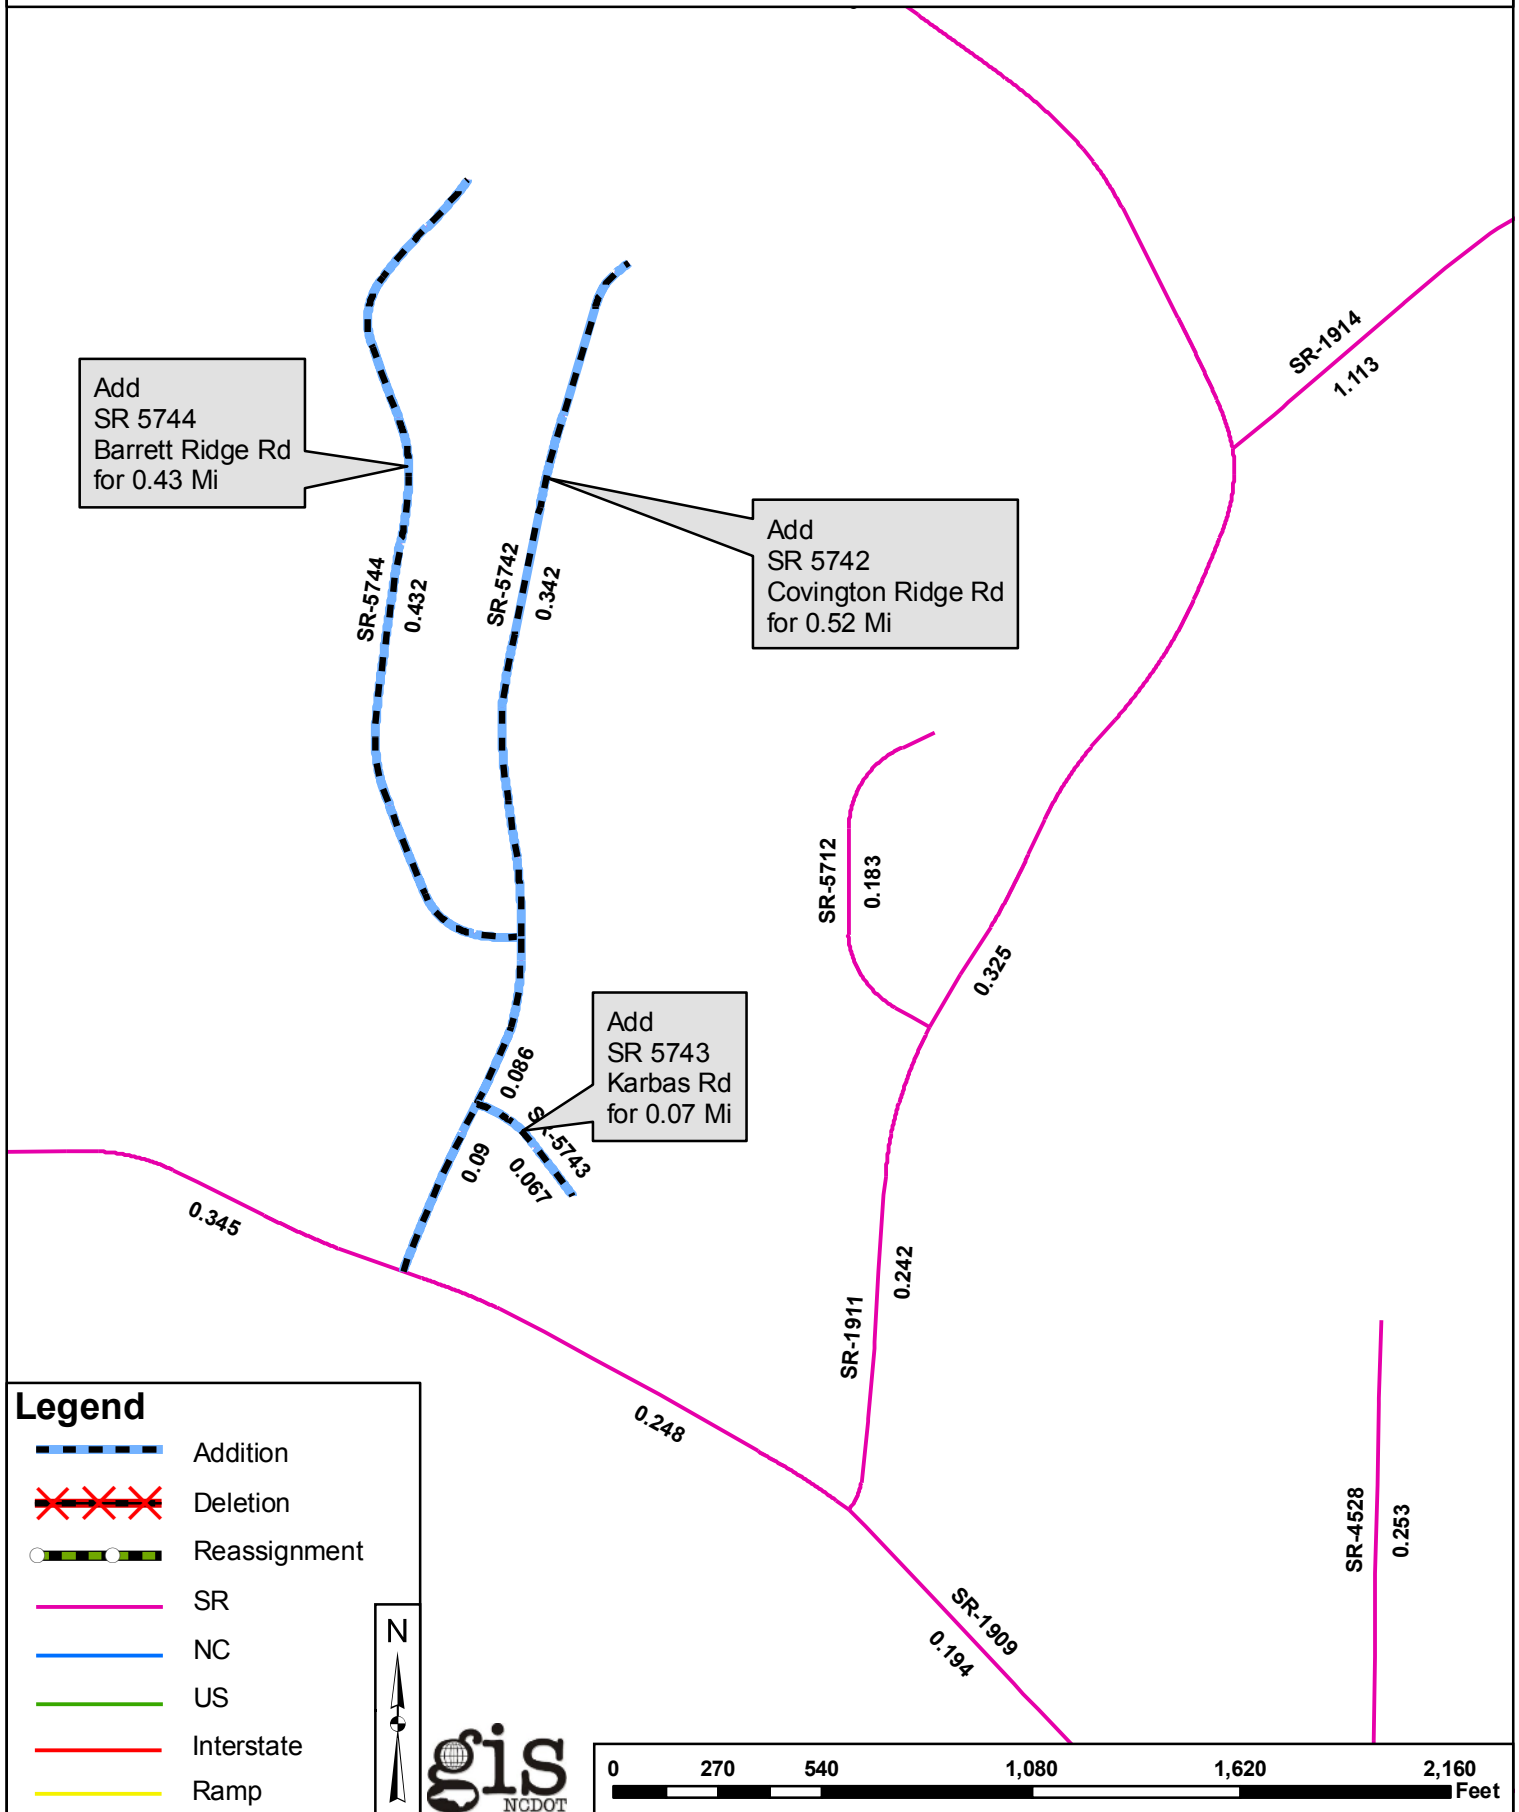 SR-1914
1.113
Add
SR 5744
Barrett Ridge Rd
for 0.43 Mi
Add
SR 5742
Covington Ridge Rd
for 0.52 Mi
SR-5744
0.432
SR-5742
0.342
SR-5712
0.183
0.325
Add
SR 5743
Karbas Rd
for 0.07 Mi
0.086
SR-5743
0.09
0.067
0.345
0.242
SR-1911
0.248
SR-4528
0.253
SR-1909
0.194
Legend
Addition
Deletion
Reassignment
SR
NC
US
Interstate
Ramp
N
gis
NCDOT
0 270 540 1,080 1,620 2,160
Feet